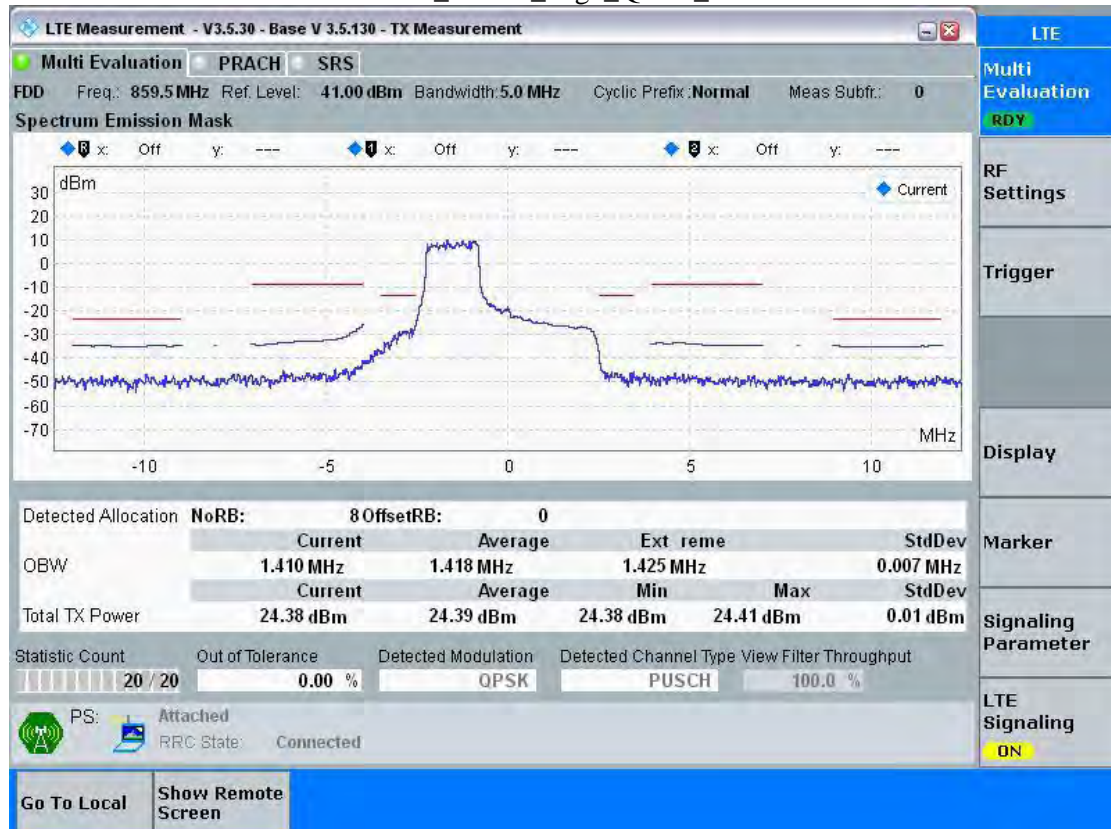 LTE Measurement - V3.5.30 - Base V 3.5.130 - TX Measurement
LTE
Multi Evaluation PRACH SRS
Multi Evaluation
RDY
FDD Freq.: 859.5 MHz Ref. Level: 41.00 dBm Bandwidth:5.0 MHz Cyclic Prefix :Normal Meas Subfr.: 0
Spectrum Emission Mask
R x: Off y: --- 1 x: Off y: --- 2 x: Off y: ---
dBm
Current
30
20
10
0
-10
-20
-30
-40
-50
-60
-70
MHz
-10 -5 0 5 10
RF Settings
Trigger
Display
Marker
Signaling Parameter
LTE Signaling
ON
Detected Allocation NoRB: 8 OffsetRB: 0
Current Average Ext reme StdDev
OBW 1.410 MHz 1.418 MHz 1.425 MHz 0.007 MHz
Current Average Min Max StdDev
Total TX Power 24.38 dBm 24.39 dBm 24.38 dBm 24.41 dBm 0.01 dBm
Statistic Count Out of Tolerance Detected Modulation Detected Channel Type View Filter Throughput
20 / 20 0.00 % QPSK PUSCH 100.0 %
PS: Attached
RRC State: Connected
Go To Local Show Remote Screen